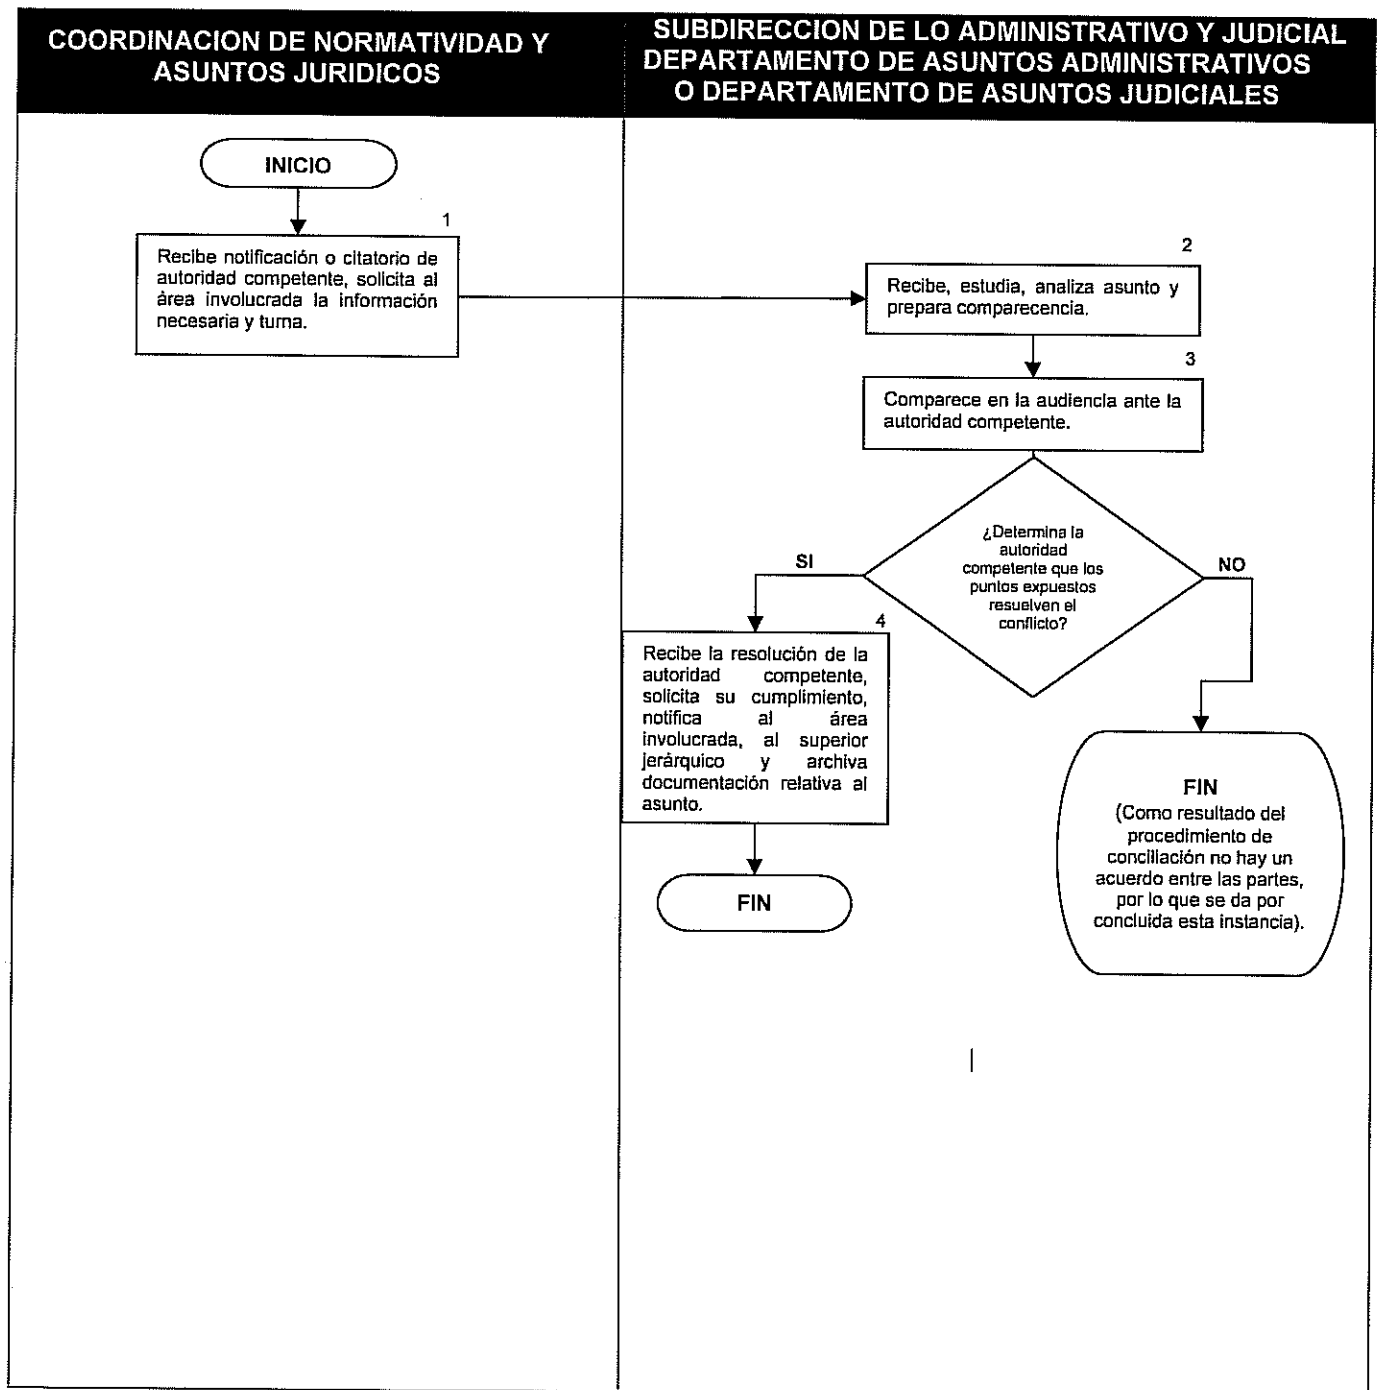 COORDINACION DE NORMATIVIDAD Y
ASUNTOS JURIDICOS
SUBDIRECCION DE LO ADMINISTRATIVO Y JUDICIAL
DEPARTAMENTO DE ASUNTOS ADMINISTRATIVOS
O DEPARTAMENTO DE ASUNTOS JUDICIALES
INICIO
1
Recibe notificación o citatorio de
autoridad competente, solicita al
área involucrada la información
necesaria y turna.
2
Recibe, estudia, analiza asunto y
prepara comparecencia.
3
Comparece en la audiencia ante la
autoridad competente.
¿Determina la
autoridad
competente que los
puntos expuestos
resuelven el
conflicto?
SI
NO
4
Recibe la resolución de la
autoridad competente,
solicita su cumplimiento,
notifica al área
involucrada, al superior
jerárquico y archiva
documentación relativa al
asunto.
FIN
FIN
(Como resultado del
procedimiento de
conciliación no hay un
acuerdo entre las partes,
por lo que se da por
concluida esta instancia).